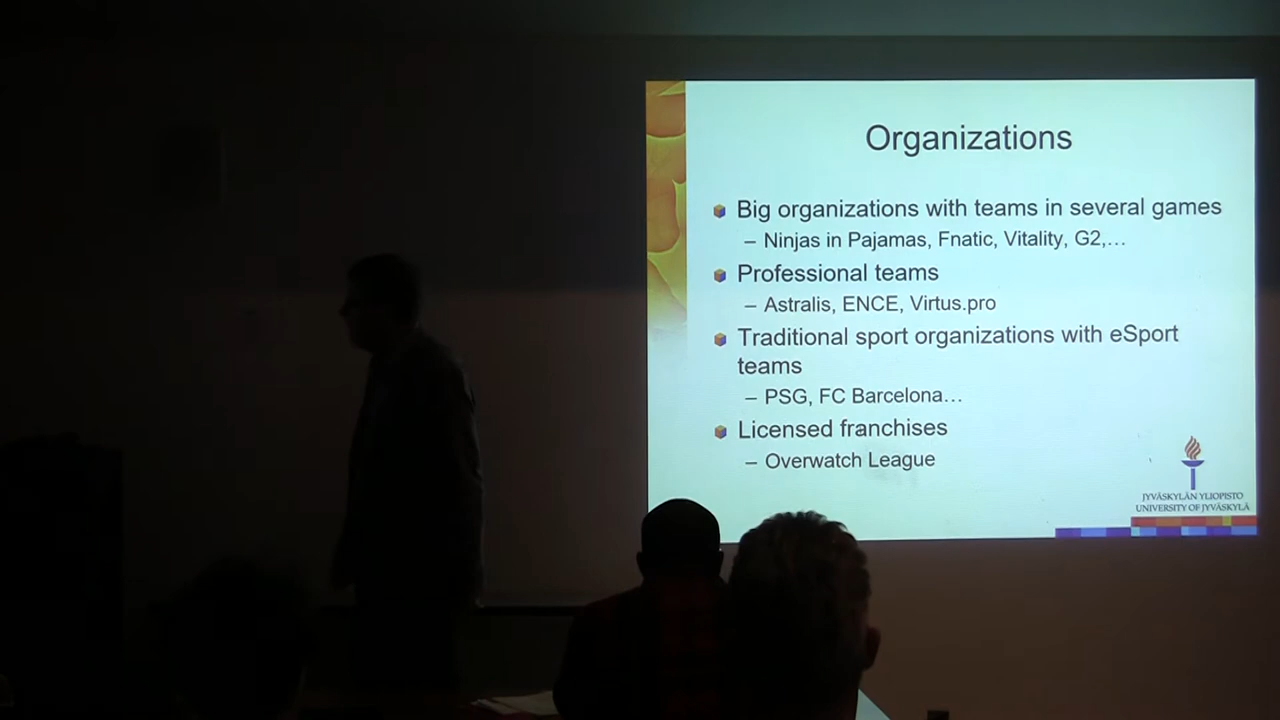 Organizations
Big organizations with teams in several games
– Ninjas in Pajamas, Fnatic, Vitality, G2,…
Professional teams
– Astralis, ENCE, Virtus.pro
Traditional sport organizations with eSport
teams
– PSG, FC Barcelona…
Licensed franchises
– Overwatch League
JYVÄSKYLÄN YLIOPISTO
UNIVERSITY OF JYVÄSKYLÄ